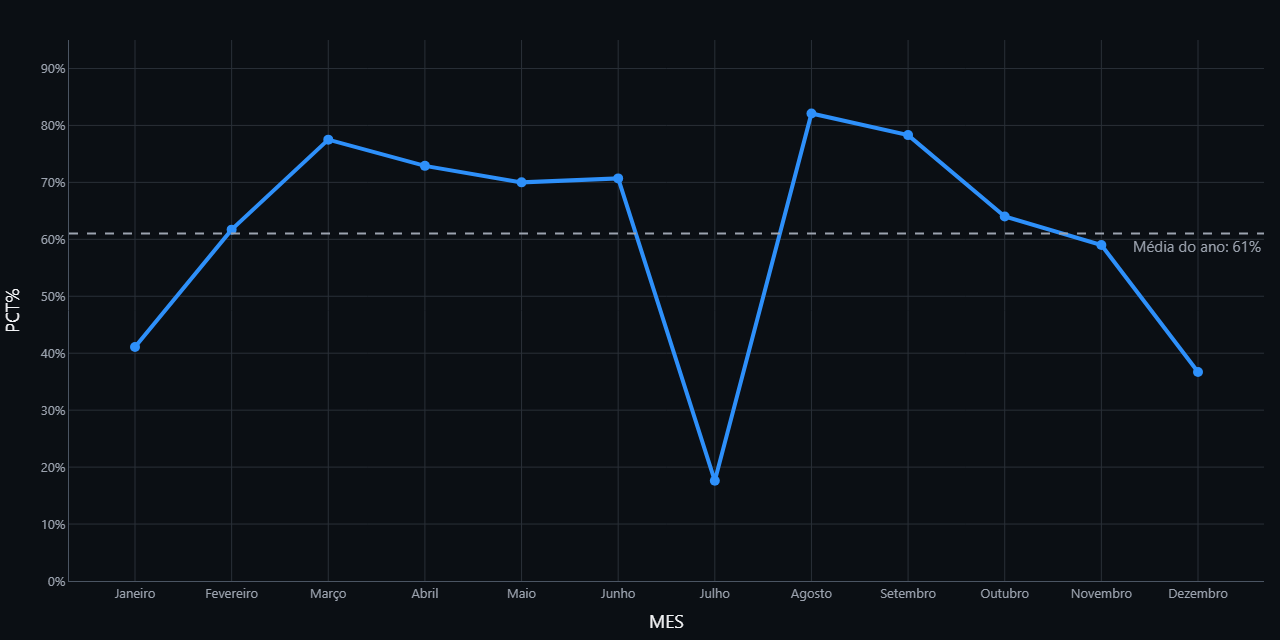 90%
80%
70%
60%
Média do ano: 61%
50%
40%
30%
20%
10%
0%
PCT%
Janeiro Fevereiro Março Abril Maio Junho Julho Agosto Setembro Outubro Novembro Dezembro
MES